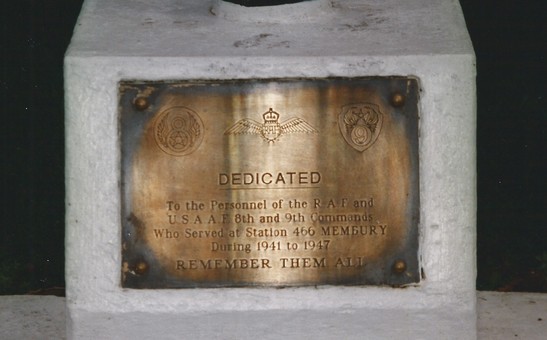 DEDICATED
To the Personnel of the R.A.F. and
U.S.A.A.F. 8th and 9th Commands
Who Served at Station 466 MEMBURY
During 1941 to 1947
REMEMBER THEM ALL